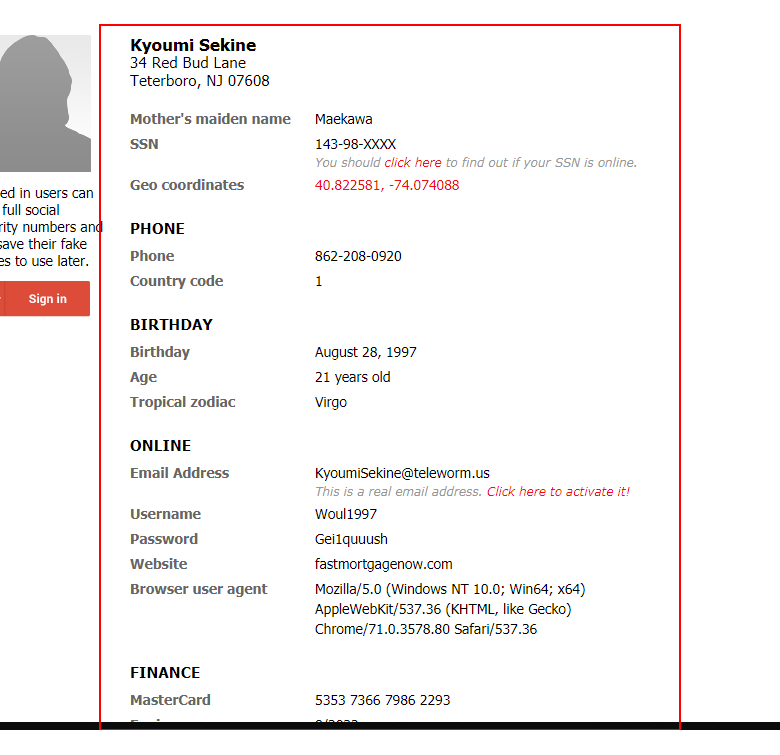 Kyoumi Sekine
34 Red Bud Lane
Teterboro, NJ 07608
Mother's maiden name Maekawa
SSN 143-98-XXXX
You should click here to find out if your SSN is online.
Geo coordinates 40.822581, -74.074088
ed in users can
full social
rity numbers and
save their fake
es to use later.
Sign in
PHONE
Phone 862-208-0920
Country code 1
BIRTHDAY
Birthday August 28, 1997
Age 21 years old
Tropical zodiac Virgo
ONLINE
Email Address KyoumiSekine@teleworm.us
This is a real email address. Click here to activate it!
Username Woul1997
Password Gei1quuush
Website fastmortgagenow.com
Browser user agent Mozilla/5.0 (Windows NT 10.0; Win64; x64)
AppleWebKit/537.36 (KHTML, like Gecko)
Chrome/71.0.3578.80 Safari/537.36
FINANCE
MasterCard 5353 7366 7986 2293